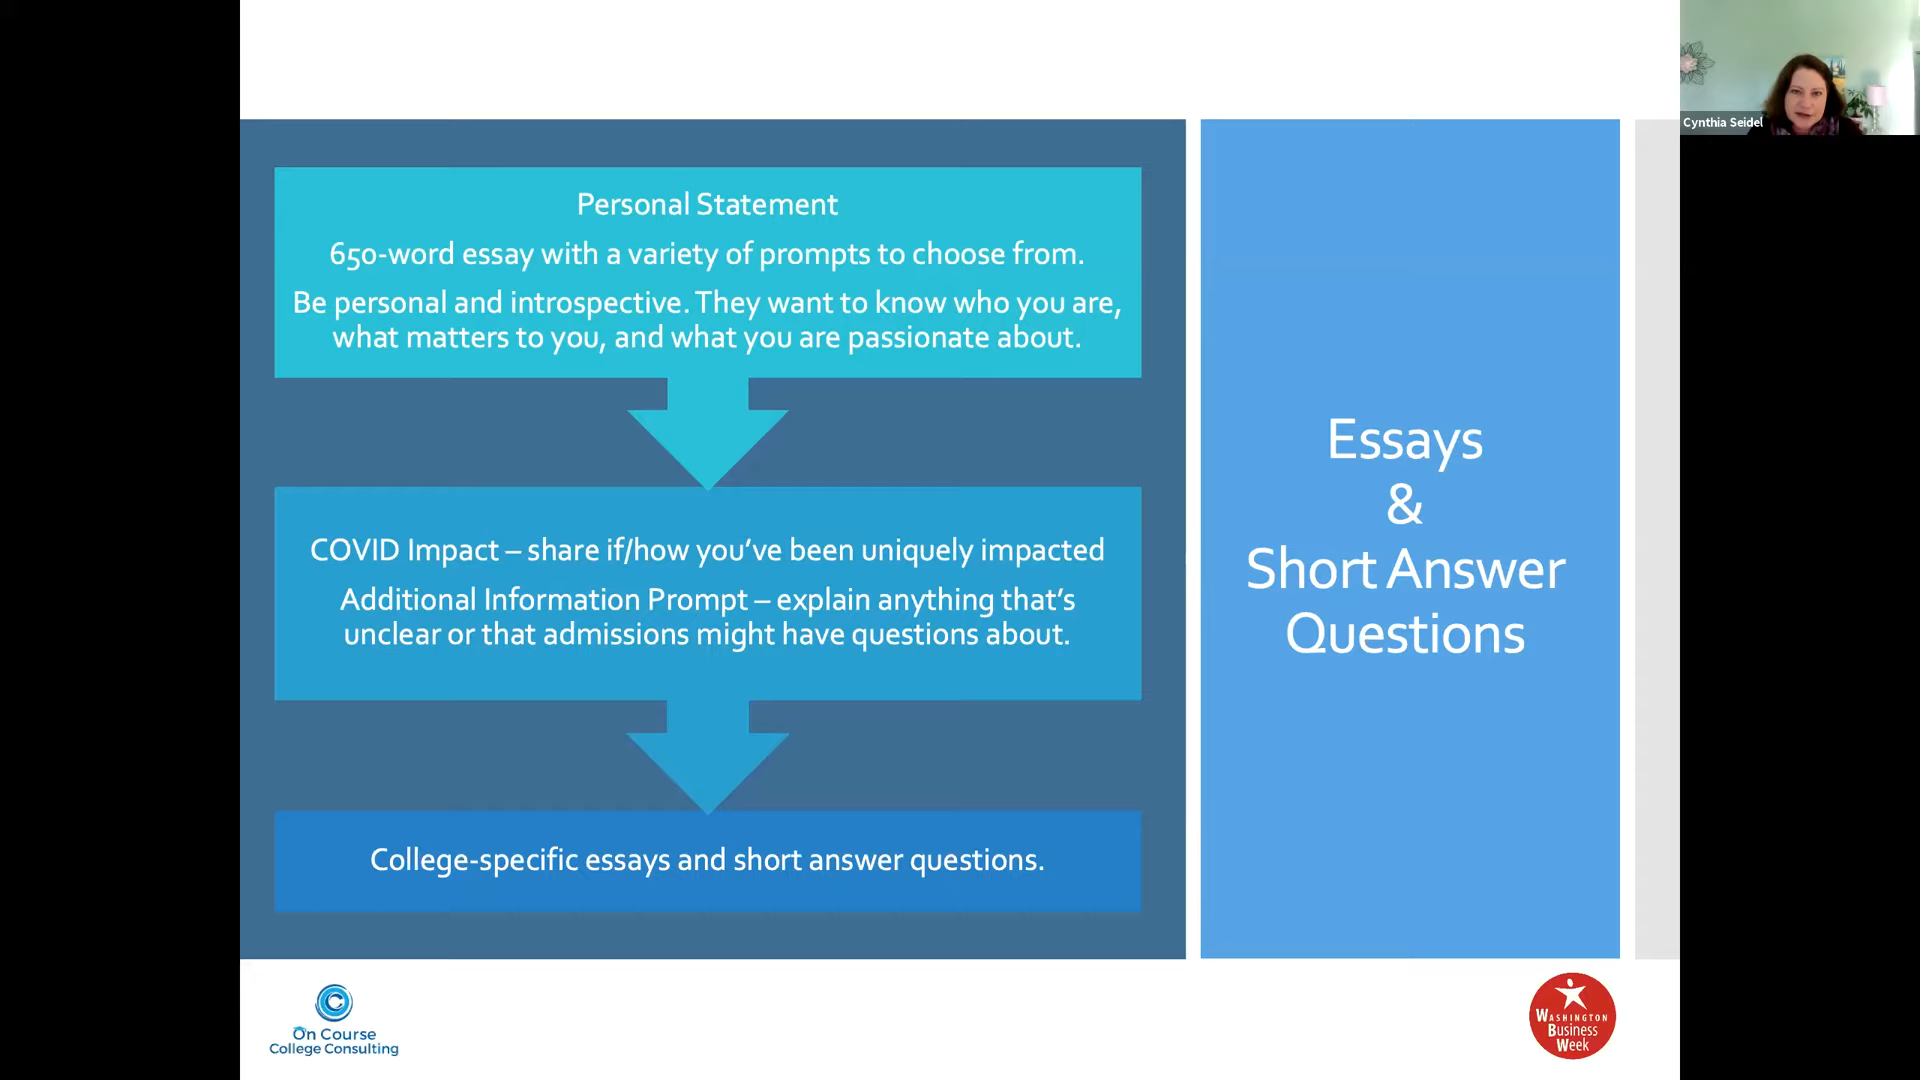 Personal Statement
650-word essay with a variety of prompts to choose from.
Be personal and introspective. They want to know who you are,
what matters to you, and what you are passionate about.
COVID Impact – share if/how you’ve been uniquely impacted
Additional Information Prompt – explain anything that’s
unclear or that admissions might have questions about.
College-specific essays and short answer questions.
Essays
&
Short Answer
Questions
Cynthia Seidel
On Course
College Consulting
WASHINGTON
Business
Week